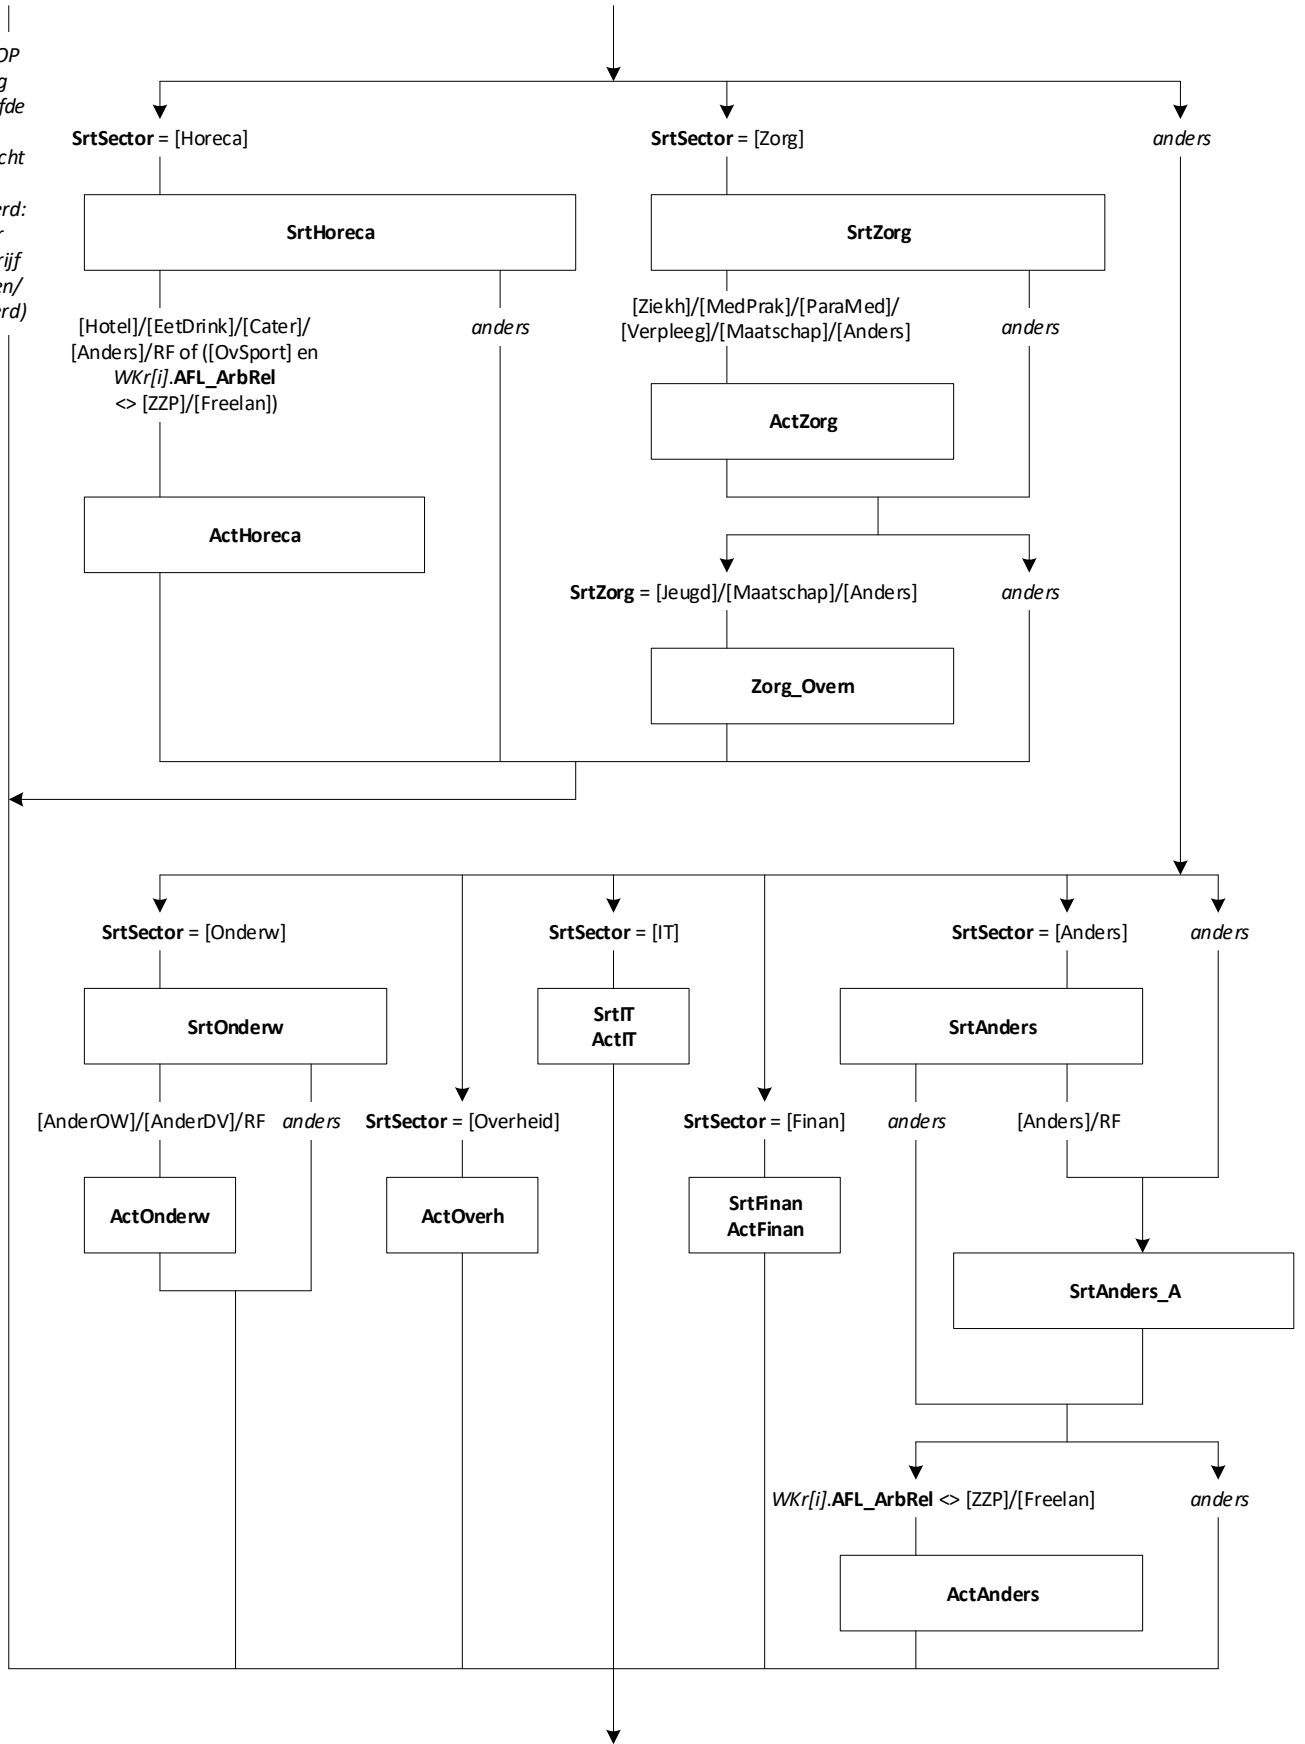 OP
g
fde
cht
erd:
r
rijf
en/
erd)
SrtSector = [Horeca]
SrtSector = [Zorg]
anders
SrtHoreca
SrtZorg
[Hotel]/[EetDrink]/[Cater]/
[Anders]/RF of ([OvSport] en
WKr[i].AFL_ArbRel
<> [ZZP]/[Freelan])
anders
[Ziekh]/[MedPrak]/[ParaMed]/
[Verpleeg]/[Maatschap]/[Anders]
anders
ActZorg
ActHoreca
SrtZorg = [Jeugd]/[Maatschap]/[Anders]
anders
Zorg_Overn
SrtSector = [Onderw]
SrtSector = [IT]
SrtSector = [Anders]
anders
SrtOnderw
SrtIT
ActIT
SrtAnders
[AnderOW]/[AnderDV]/RF
anders
SrtSector = [Overheid]
SrtSector = [Finan]
anders
[Anders]/RF
ActOnderw
ActOverh
SrtFinan
ActFinan
SrtAnders_A
WKr[i].AFL_ArbRel <> [ZZP]/[Freelan]
anders
ActAnders